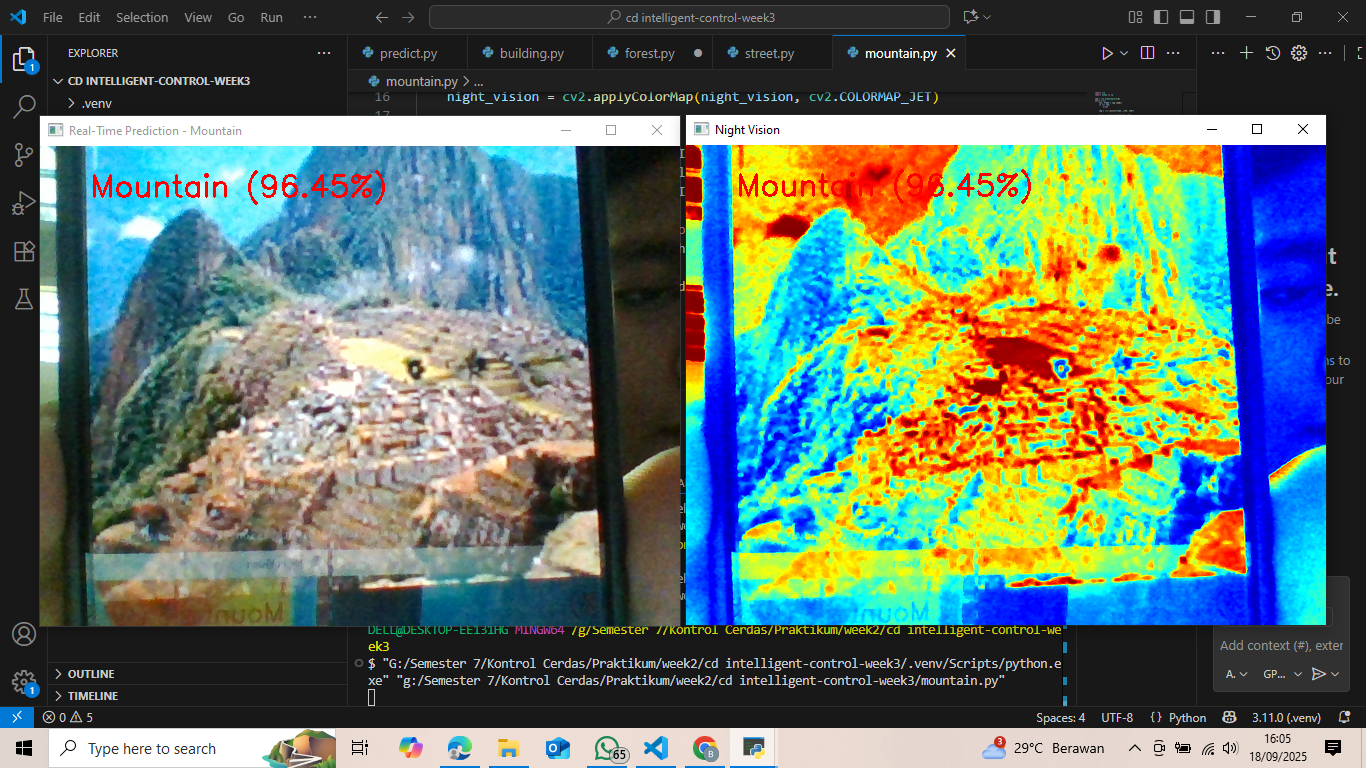 File Edit Selection View Go Run ...
cd intelligent-control-week3
EXPLORER
predict.py
building.py
forest.py
street.py
mountain.py
CD INTELLIGENT-CONTROL-WEEK3
mountain.py > ...
.venv
16 night_vision = cv2.applyColorMap(night_vision, cv2.COLORMAP_JET)
Real-Time Prediction - Mountain
Night Vision
Mountain (96.45%)
Mountain (96.45%)
DELL@DESKTOP-EE131HG MINGW64 /g/Semester 7/Kontrol Cerdas/Praktikum/week2/cd intelligent-control-we
ek3
$ "G:/Semester 7/Kontrol Cerdas/Praktikum/week2/cd intelligent-control-week3/.venv/Scripts/python.e
xe" "g:/Semester 7/Kontrol Cerdas/Praktikum/week2/cd intelligent-control-week3/mountain.py"
Add context (#), exter
A.
GP...
OUTLINE
TIMELINE
1
1
0 5
Spaces: 4 UTF-8 {} Python 3.11.0 (.venv)
Type here to search
65
3
29°C Berawan
16:05
18/09/2025